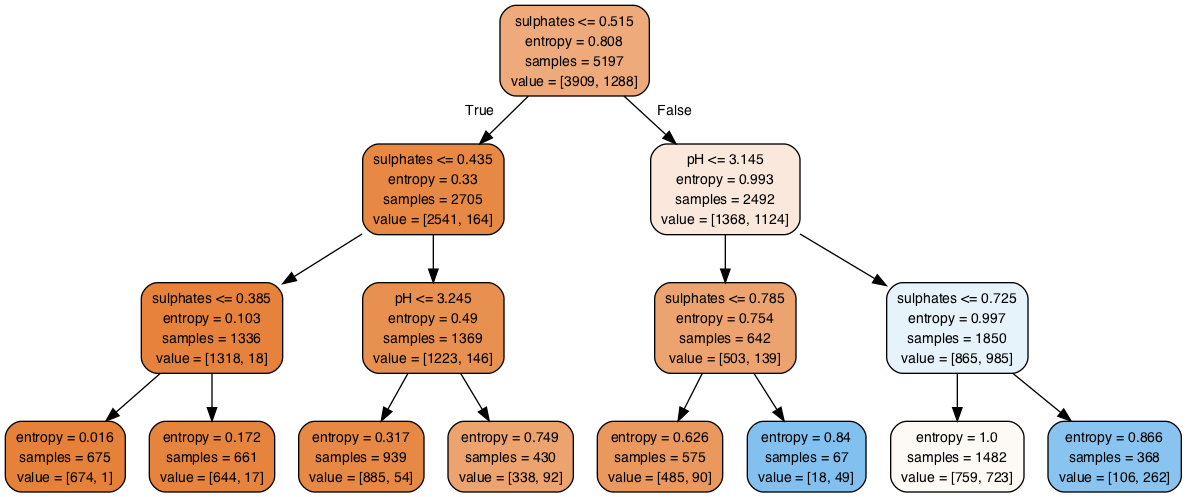 sulphates <= 0.515
entropy = 0.808
samples = 5197
value = [3909, 1288]
True
False
sulphates <= 0.435
entropy = 0.33
samples = 2705
value = [2541, 164]
pH <= 3.145
entropy = 0.993
samples = 2492
value = [1368, 1124]
sulphates <= 0.385
entropy = 0.103
samples = 1336
value = [1318, 18]
pH <= 3.245
entropy = 0.49
samples = 1369
value = [1223, 146]
sulphates <= 0.785
entropy = 0.754
samples = 642
value = [503, 139]
sulphates <= 0.725
entropy = 0.997
samples = 1850
value = [865, 985]
entropy = 0.016
samples = 675
value = [674, 1]
entropy = 0.172
samples = 661
value = [644, 17]
entropy = 0.317
samples = 939
value = [885, 54]
entropy = 0.749
samples = 430
value = [338, 92]
entropy = 0.626
samples = 575
value = [485, 90]
entropy = 0.84
samples = 67
value = [18, 49]
entropy = 1.0
samples = 1482
value = [759, 723]
entropy = 0.866
samples = 368
value = [106, 262]